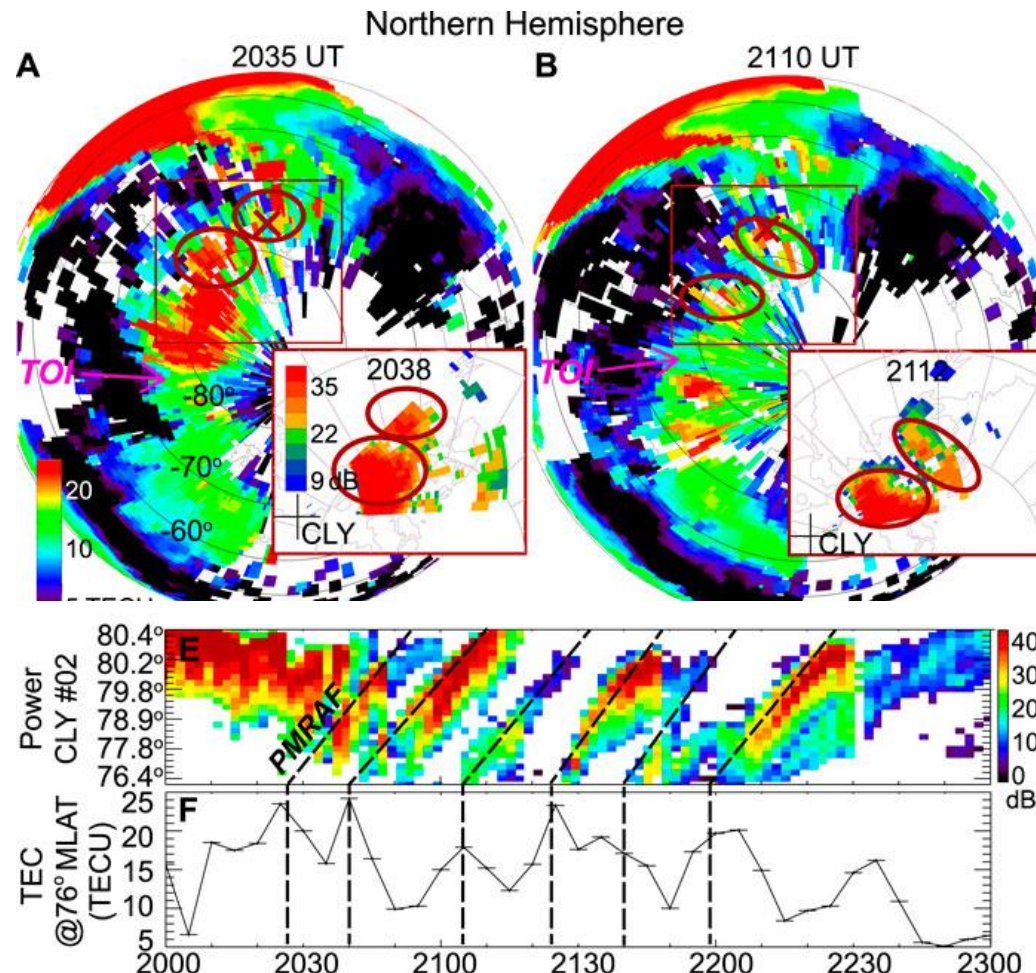 Northern Hemisphere
A
2035 UT
B
2110 UT
TOI
-80°
-70°
-60°
20
10
5 TECU
2038
35
22
9 dB
CLY
TOI
2112
CLY
Power
CLY #02
80.4°
80.2°
79.8°
78.9°
77.8°
76.4°
E
PMRAF
40
30
20
10
0
dB
TEC
@76° MLAT
(TECU)
25
20
15
10
5
F
2000 2030 2100 2130 2200 2230 2300